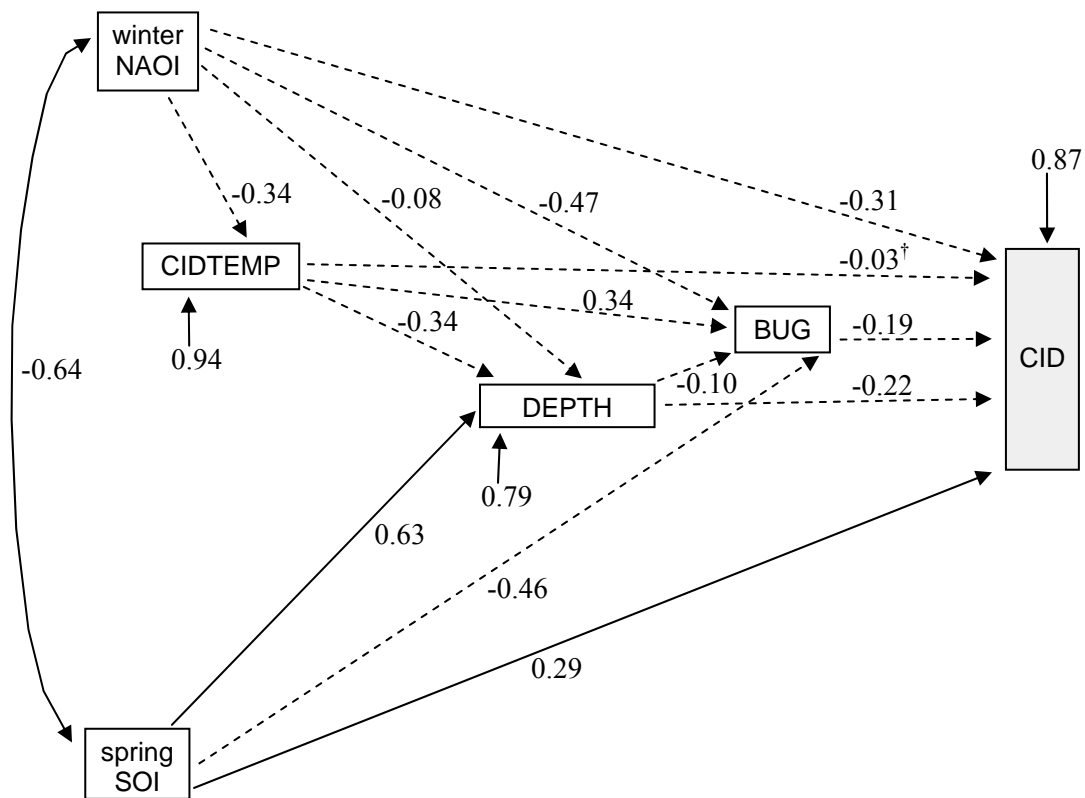 winter
NAOI
0.87
-0.34
-0.08
-0.47
-0.31
CIDTEMP
-0.03†
0.34
-0.34
BUG
-0.19
CID
0.94
-0.64
-0.10
-0.22
DEPTH
0.79
0.63
-0.46
0.29
spring
SOI